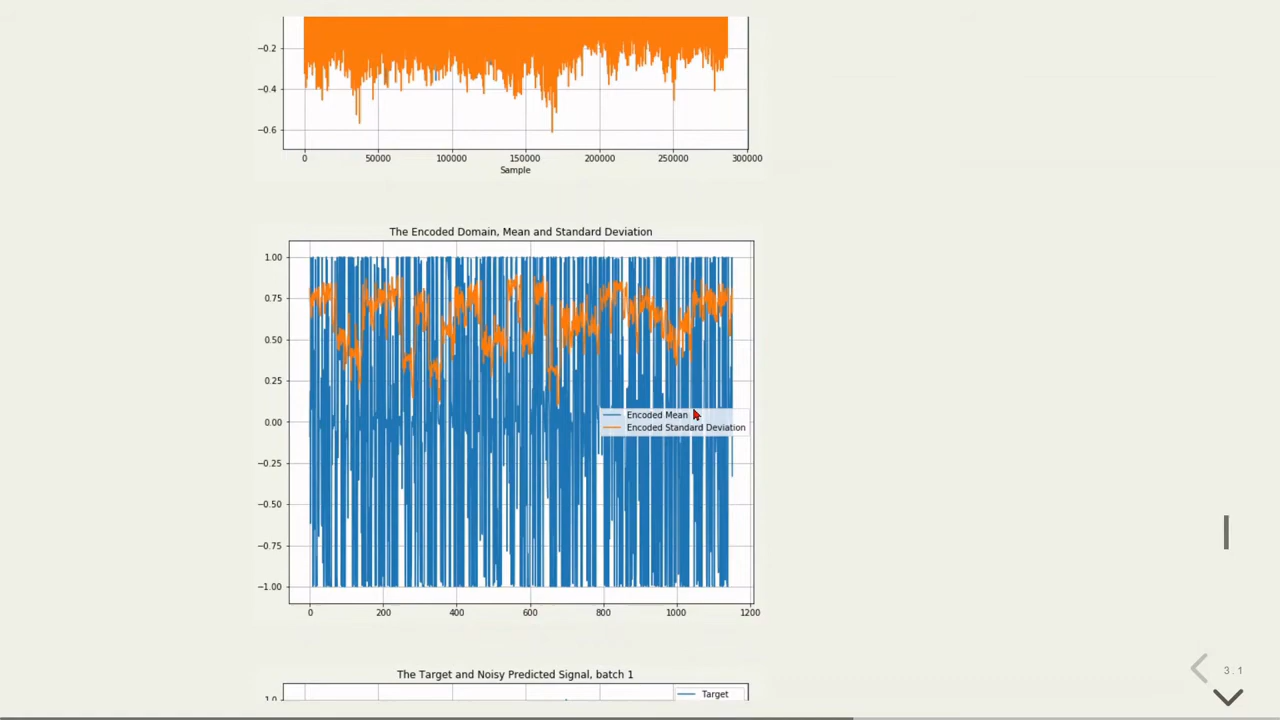 −0.2
−0.4
−0.6
0 50000 100000 150000 200000 250000 300000
Sample
The Encoded Domain, Mean and Standard Deviation
1.00
0.75
0.50
0.25
0.00
−0.25
−0.50
−0.75
−1.00
Encoded Mean
Encoded Standard Deviation
0 200 400 600 800 1000 1200
The Target and Noisy Predicted Signal, batch 1
1.0
Target
3.1